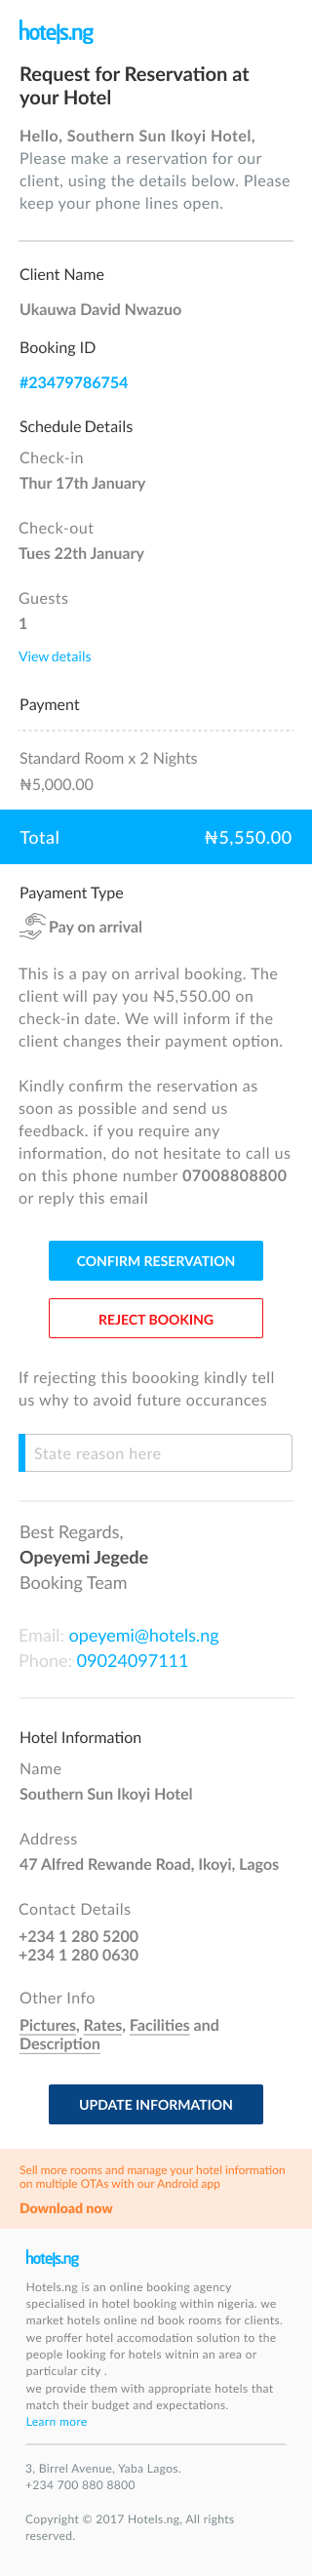 hotels.ng
Request for Reservation at
your Hotel
Hello, Southern Sun Ikoyi Hotel,
Please make a reservation for our
client, using the details below. Please
keep your phone lines open.
Client Name
Ukauwa David Nwazuo
Booking ID
#23479786754
Schedule Details
Check-in
Thur 17th January
Check-out
Tues 22th January
Guests
1
View details
Payment
Standard Room x 2 Nights
₦5,000.00
Total ₦5,550.00
Payament Type
Pay on arrival
This is a pay on arrival booking. The
client will pay you ₦5,550.00 on
check-in date. We will inform if the
client changes their payment option.
Kindly confirm the reservation as
soon as possible and send us
feedback. if you require any
information, do not hesitate to call us
on this phone number 07008808800
or reply this email
CONFIRM RESERVATION
REJECT BOOKING
If rejecting this boooking kindly tell
us why to avoid future occurances
State reason here
Best Regards,
Opeyemi Jegede
Booking Team
Email: opeyemi@hotels.ng
Phone: 09024097111
Hotel Information
Name
Southern Sun Ikoyi Hotel
Address
47 Alfred Rewande Road, Ikoyi, Lagos
Contact Details
+234 1 280 5200
+234 1 280 0630
Other Info
Pictures, Rates, Facilities and
Description
UPDATE INFORMATION
Sell more rooms and manage your hotel information
on multiple OTAs with our Android app
Download now
hotels.ng
Hotels.ng is an online booking agency
specialised in hotel booking within nigeria. we
market hotels online nd book rooms for clients.
we proffer hotel accomodation solution to the
people looking for hotels witnin an area or
particular city .
we provide them with appropriate hotels that
match their budget and expectations.
Learn more
3, Birrel Avenue, Yaba Lagos.
+234 700 880 8800
Copyright © 2017 Hotels.ng, All rights
reserved.